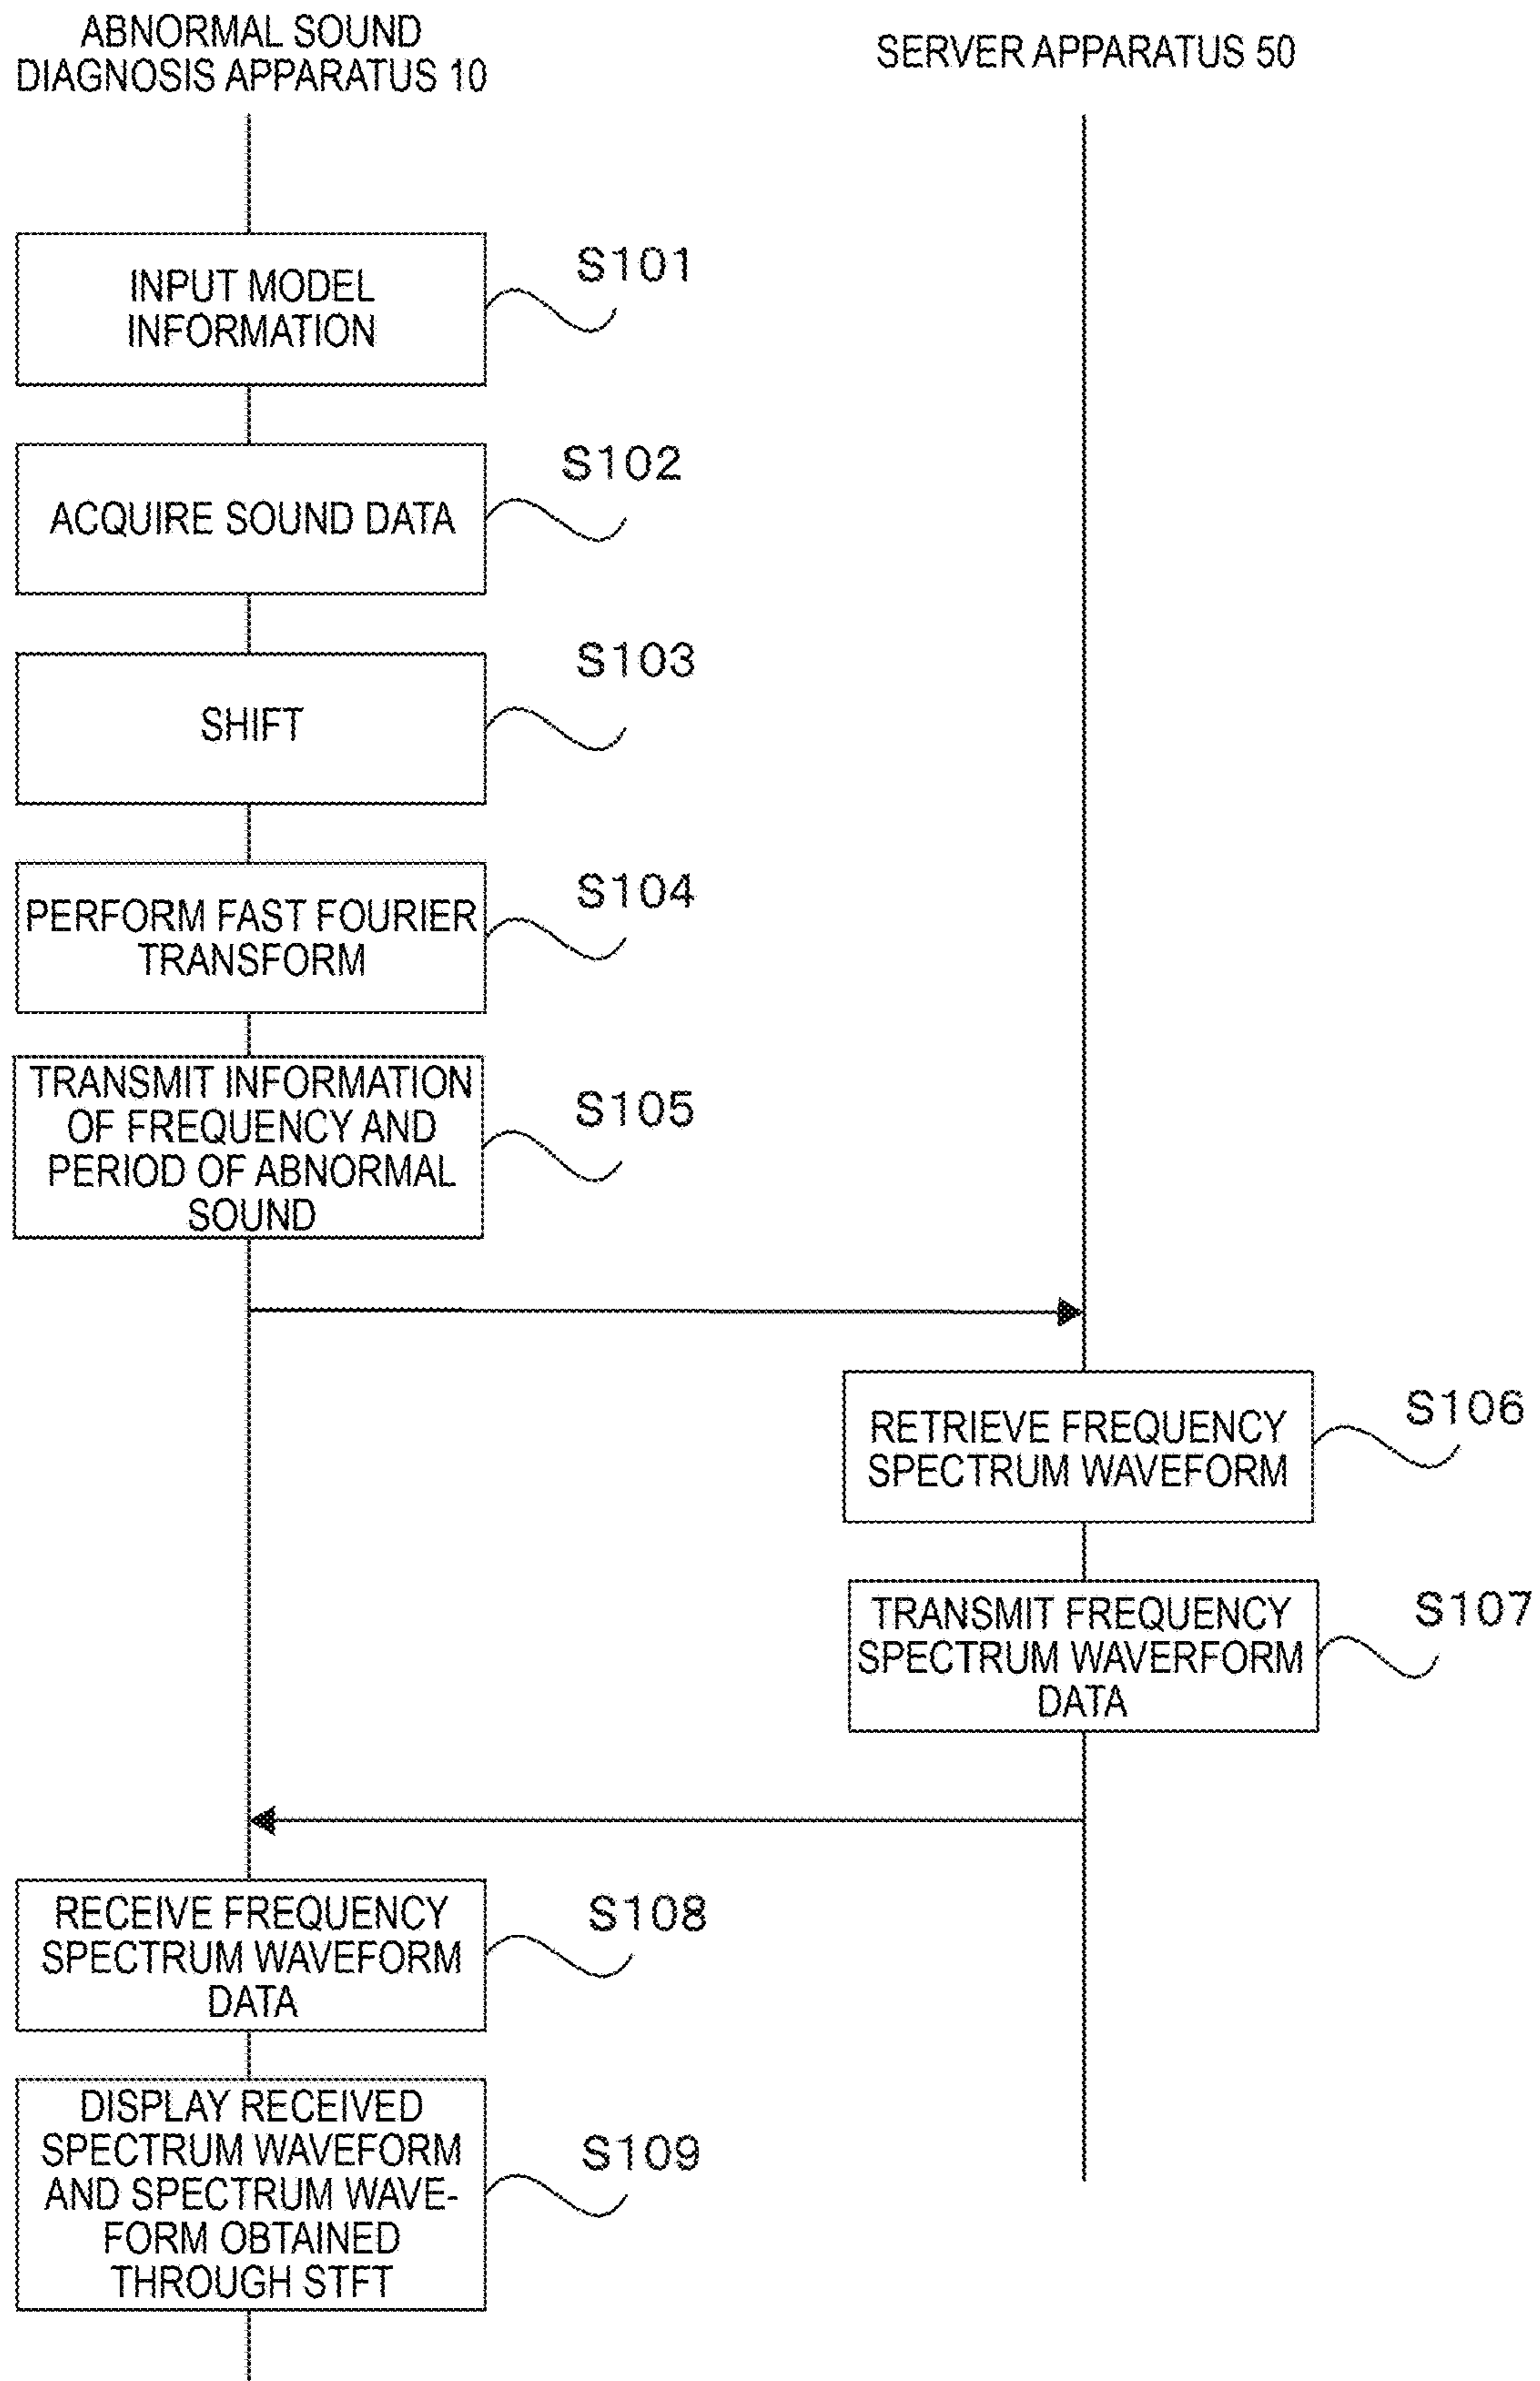 ABNORMAL SOUND
DIAGNOSIS APPARATUS 10
SERVER APPARATUS 50
INPUT MODEL
INFORMATION
S101
ACQUIRE SOUND DATA
S102
SHIFT
S103
PERFORM FAST FOURIER
TRANSFORM
S104
TRANSMIT INFORMATION
OF FREQUENCY AND
PERIOD OF ABNORMAL
SOUND
S105
RETRIEVE FREQUENCY
SPECTRUM WAVEFORM
S106
TRANSMIT FREQUENCY
SPECTRUM WAVERFORM
DATA
S107
RECEIVE FREQUENCY
SPECTRUM WAVEFORM
DATA
S108
DISPLAY RECEIVED
SPECTRUM WAVEFORM
AND SPECTRUM WAVE-
FORM OBTAINED
THROUGH STFT
S109